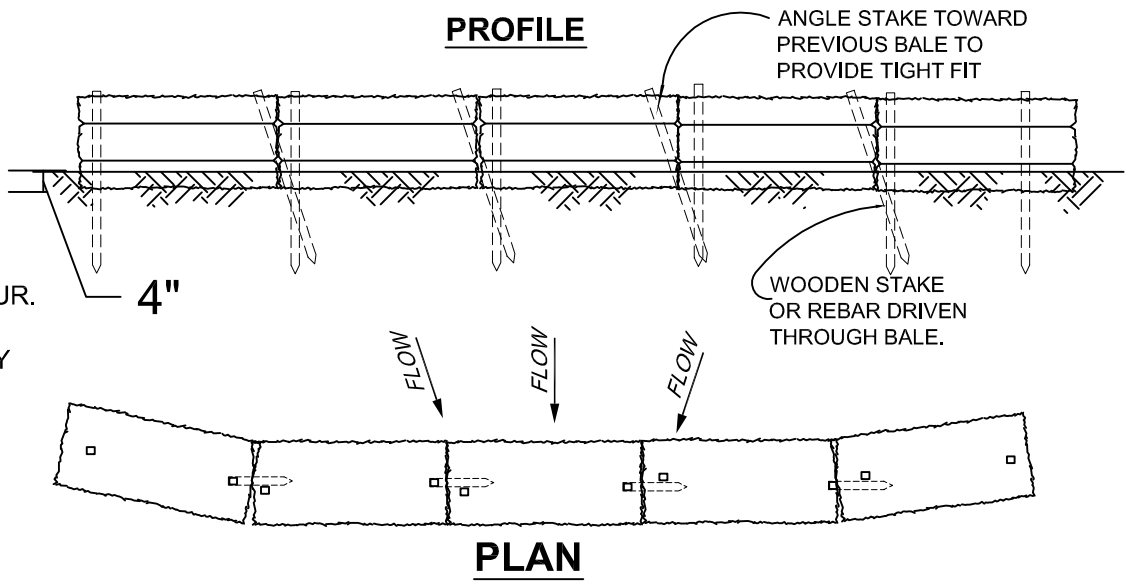 PROFILE
ANGLE STAKE TOWARD
PREVIOUS BALE TO
PROVIDE TIGHT FIT
UR.
4"
Y
WOODEN STAKE
OR REBAR DRIVEN
THROUGH BALE.
FLOW
FLOW
FLOW
PLAN